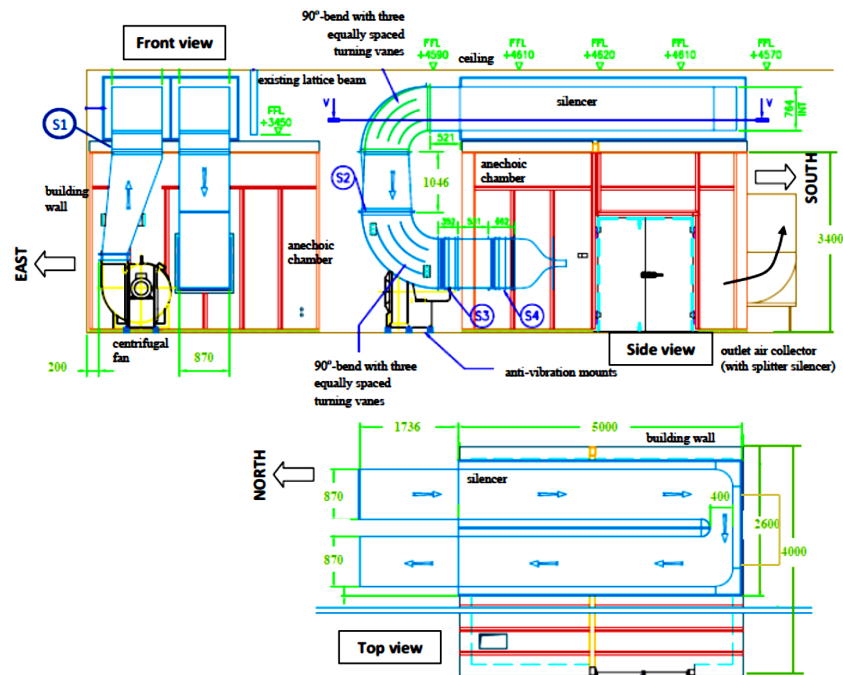 Front view
90º-bend with three
equally spaced
turning vanes
FFL
+4590
FFL
+4610
FFL
+4620
FFL
+4610
FFL
+4570
ceiling
existing lattice beam
silencer
V
V
764
INT
S1
FFL
+3450
521
anechoic
chamber
building
wall
S2
1046
SOUTH
EAST
anechoic
chamber
3400
S3
S4
centrifugal
fan
Side view
outlet air collector
(with splitter silencer)
200
870
90º-bend with three
equally spaced
turning vanes
anti-vibration mounts
1736
5000
building wall
NORTH
silencer
870
400
2600
4000
870
Top view